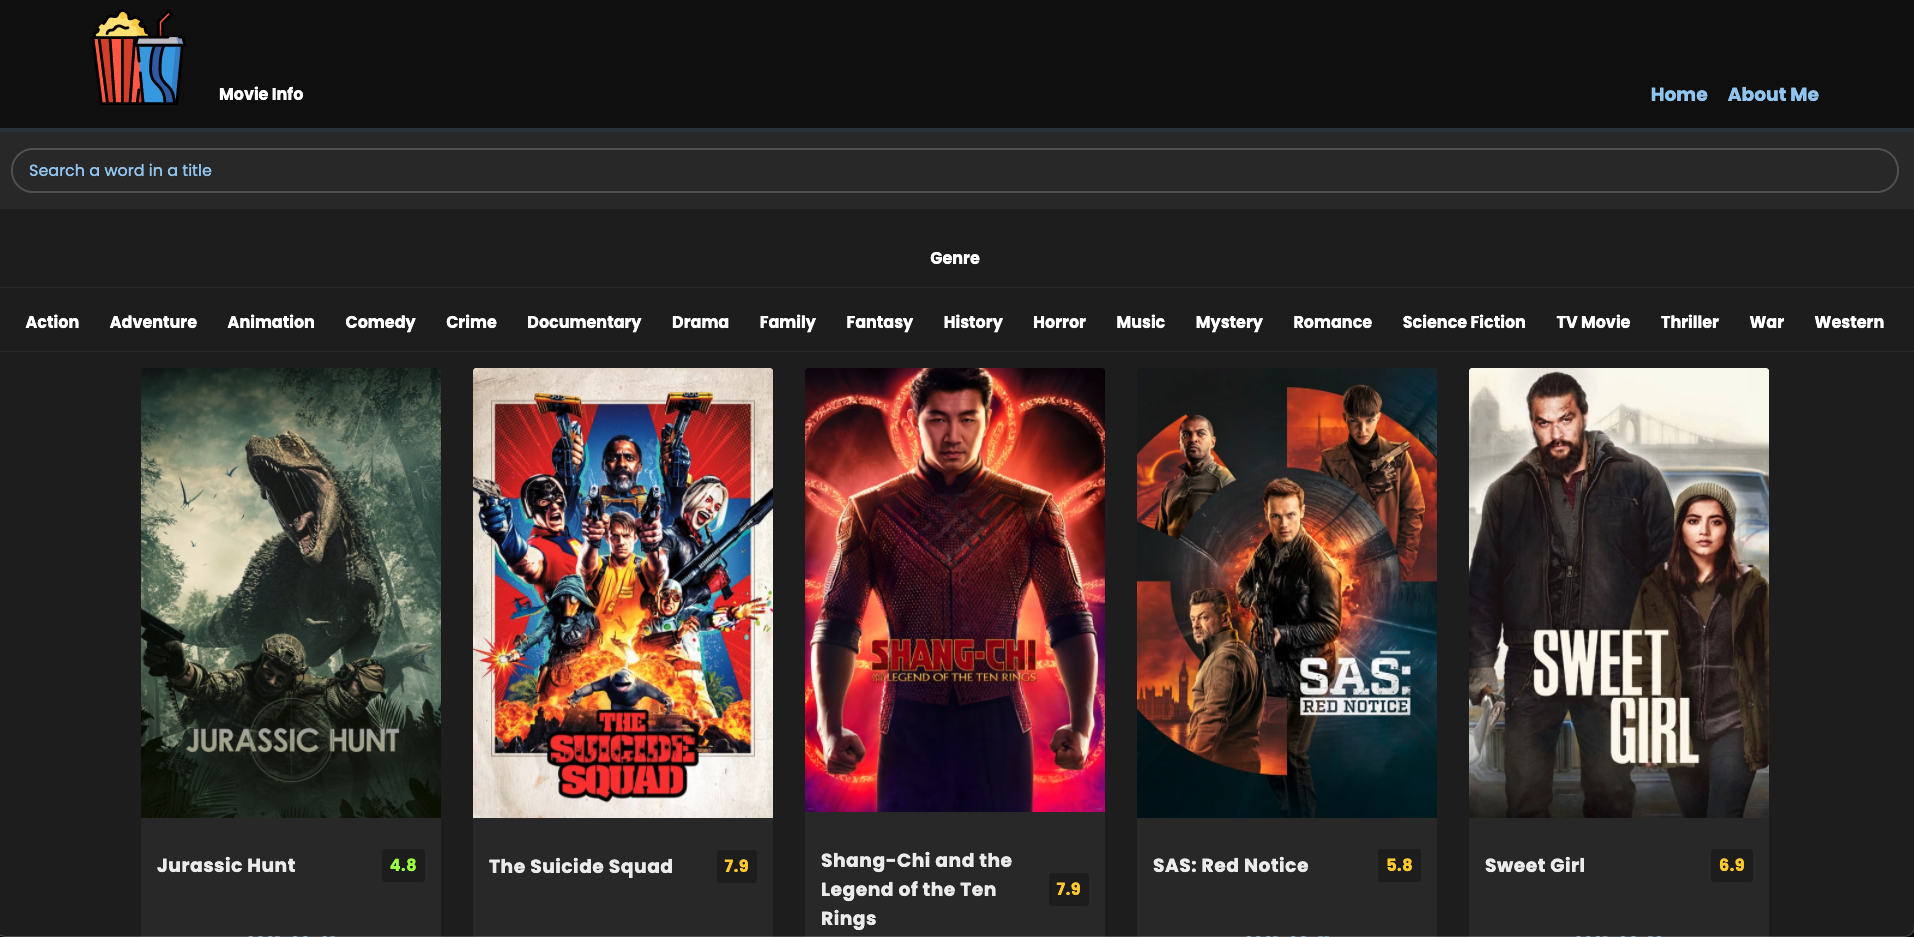 Movie Info
Home
About Me
Search a word in a title
Genre
Action
Adventure
Animation
Comedy
Crime
Documentary
Drama
Family
Fantasy
History
Horror
Music
Mystery
Romance
Science Fiction
TV Movie
Thriller
War
Western
JURASSIC HUNT
THE
SUICIDE
SQUAD
SHANG-CHI
LEGEND OF THE TEN RINGS
SAS:
RED NOTICE
SWEET
GIRL
Jurassic Hunt
4.8
The Suicide Squad
7.9
Shang-Chi and the
Legend of the Ten
Rings
7.9
SAS: Red Notice
5.8
Sweet Girl
6.9